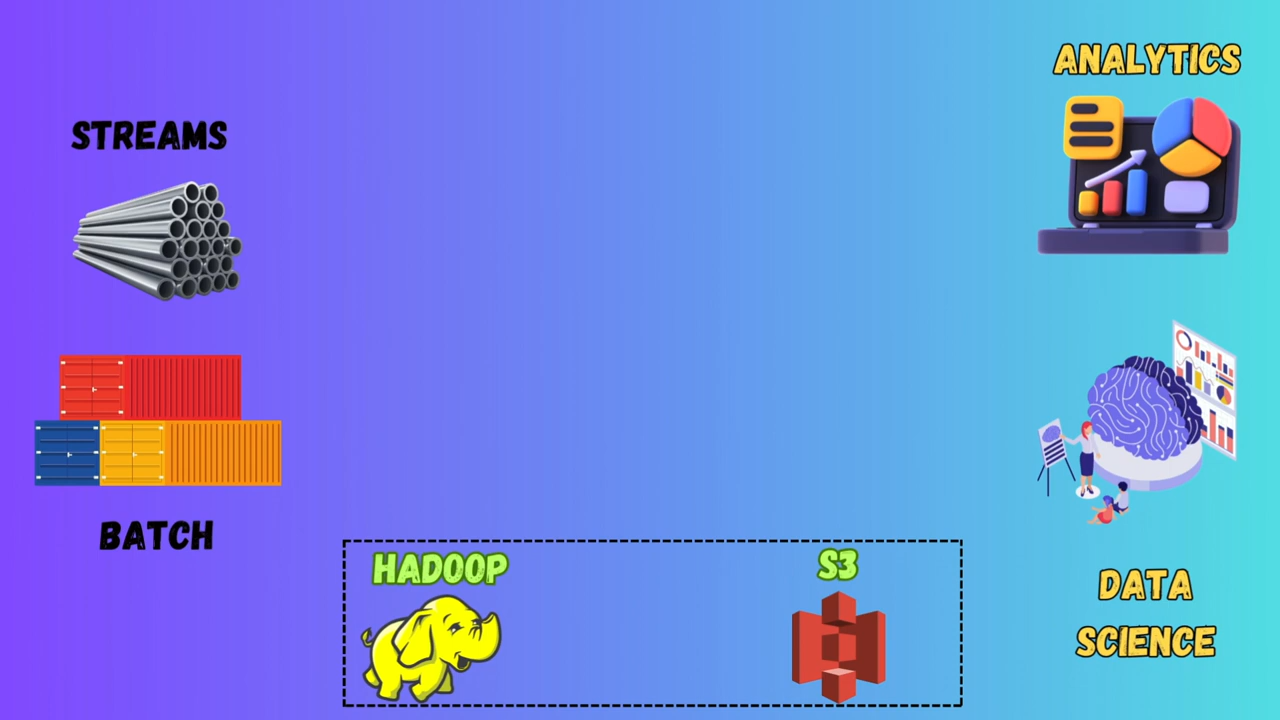 ANALYTICS
STREAMS
BATCH
HADOOP
S3
DATA
SCIENCE